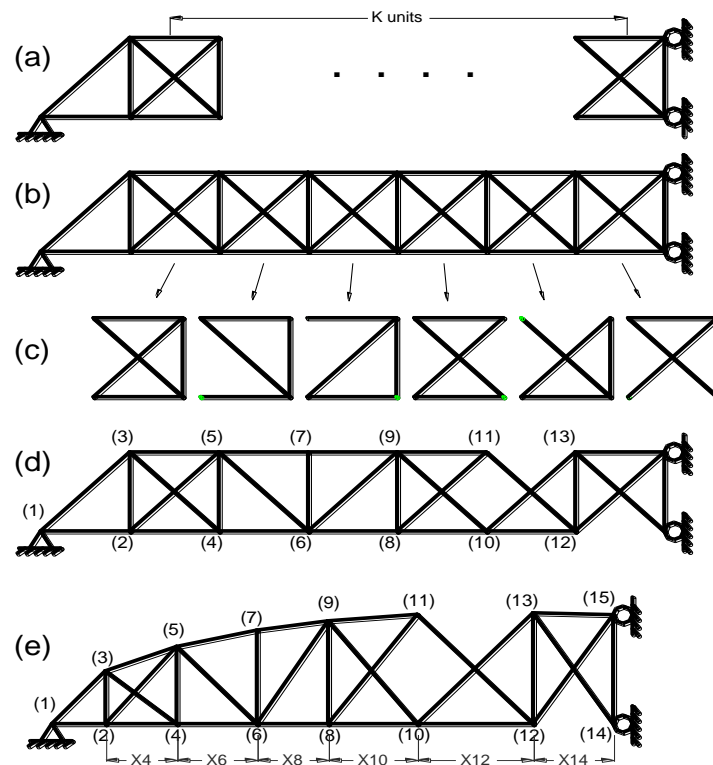 K units
(a)
(b)
(c)
(d)
(3) (5) (7) (9) (11) (13)
(1)
(2) (4) (6) (8) (10) (12)
(e)
(1) (3) (5) (7) (9) (11) (13) (15)
(2) (4) (6) (8) (10) (12) (14)
X4 X6 X8 X10 X12 X14